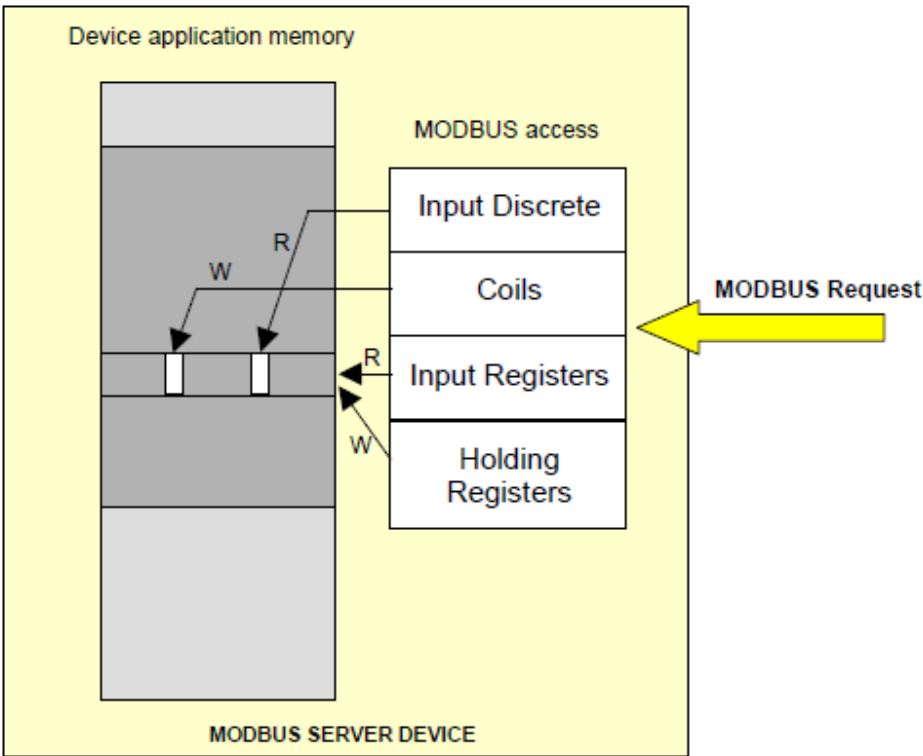 Device application memory
MODBUS access
Input Discrete
R
W
Coils
MODBUS Request
R
Input Registers
W
Holding
Registers
MODBUS SERVER DEVICE